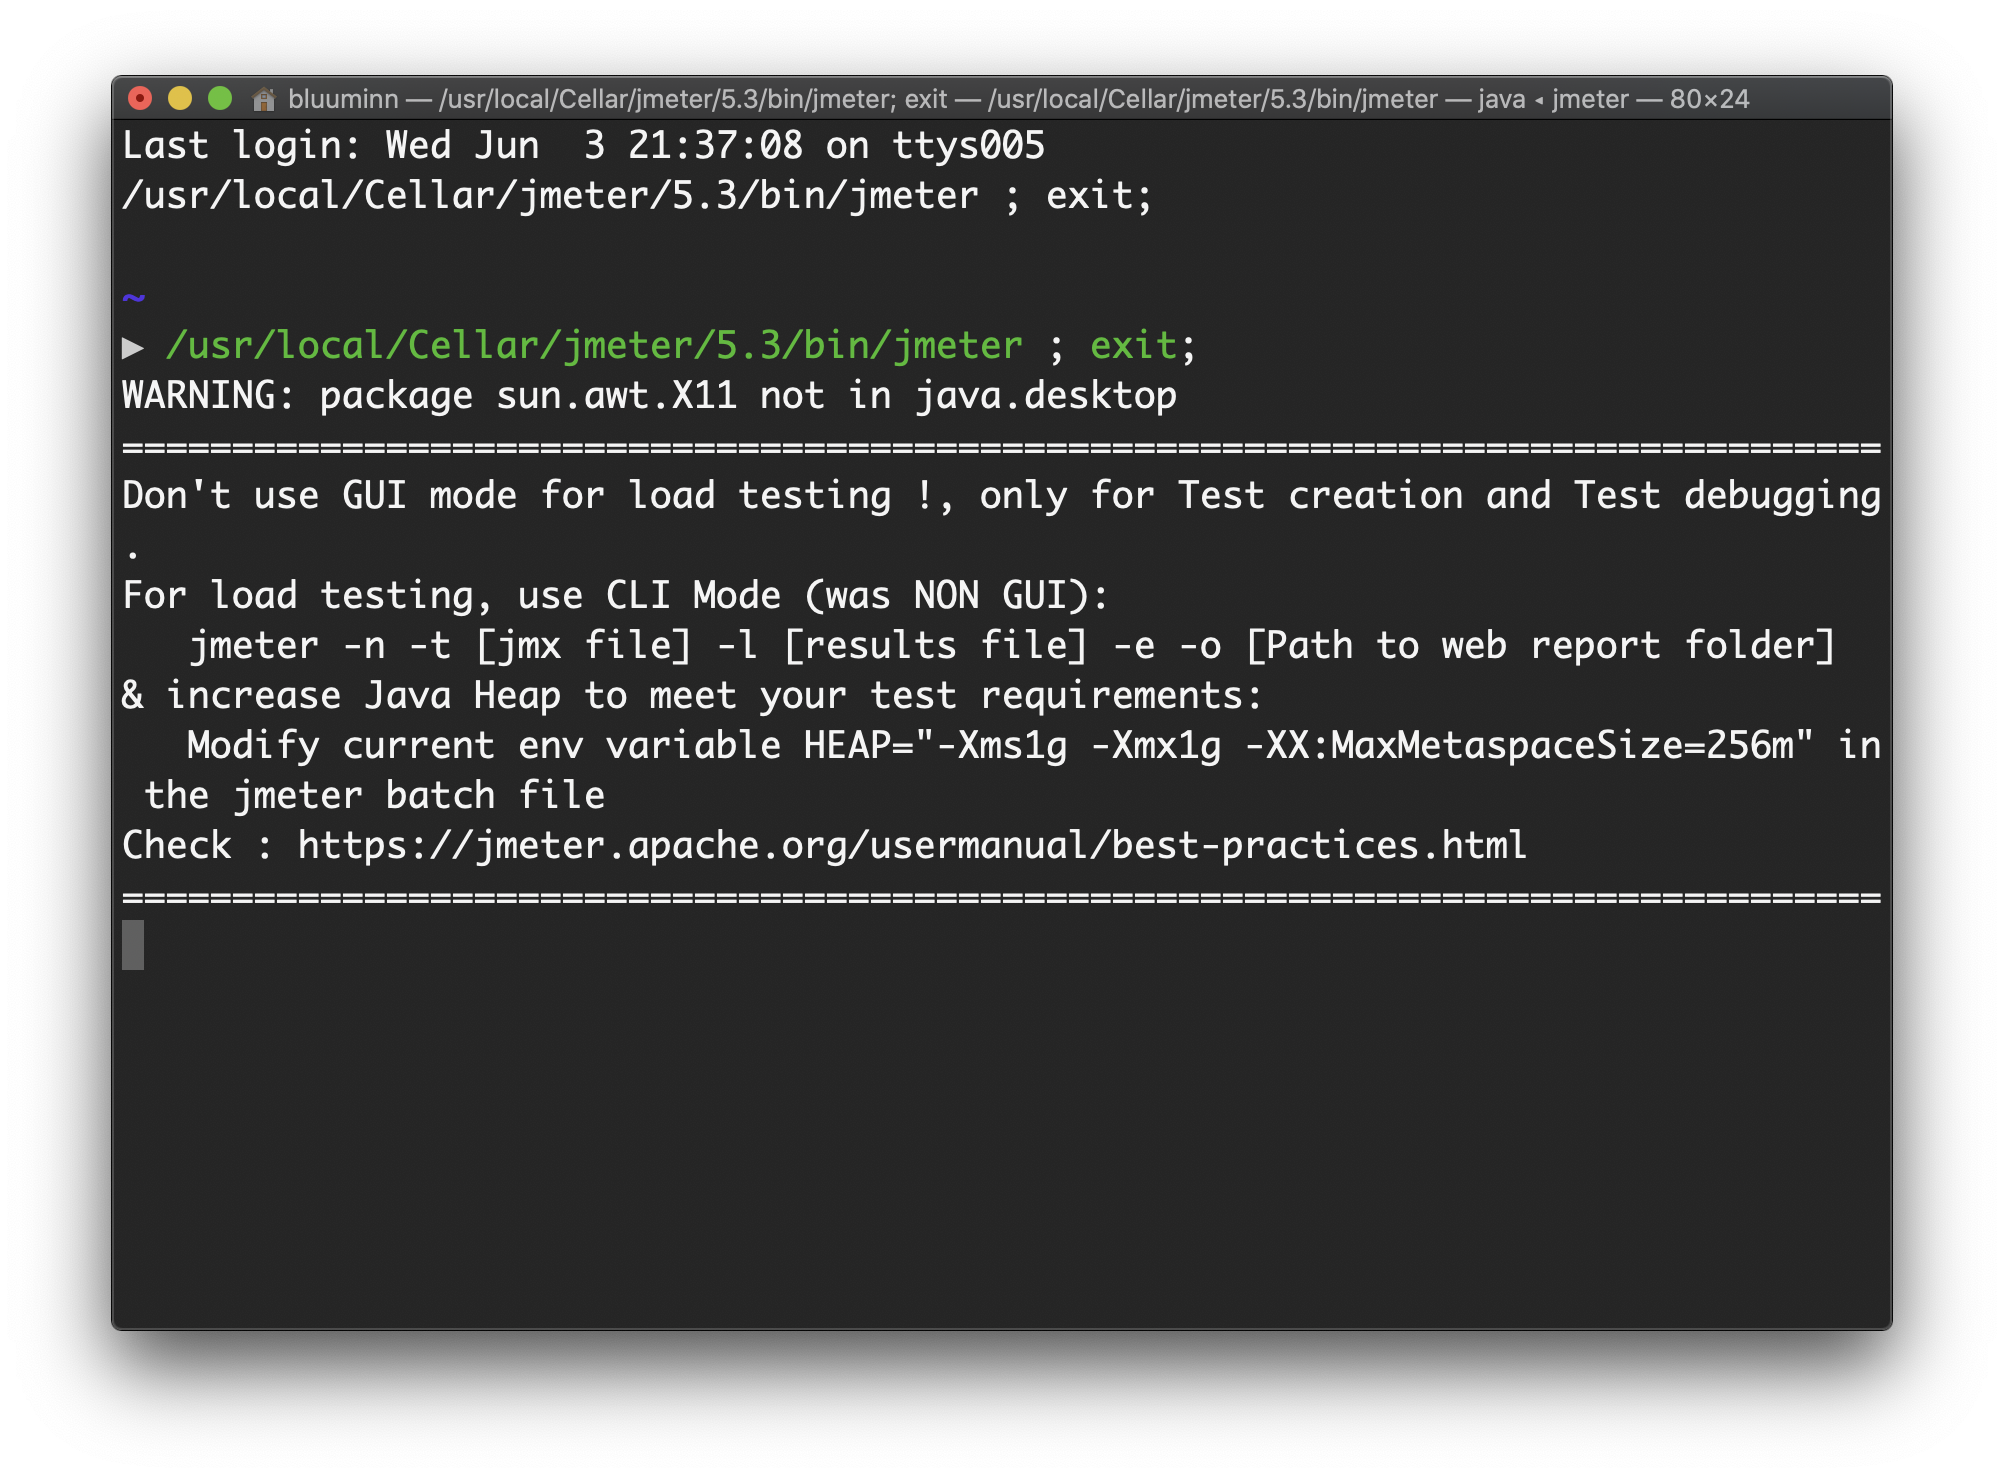 bluuminn — /usr/local/Cellar/jmeter/5.3/bin/jmeter; exit — /usr/local/Cellar/jmeter/5.3/bin/jmeter — java ◂ jmeter — 80×24
Last login: Wed Jun  3 21:37:08 on ttys005
/usr/local/Cellar/jmeter/5.3/bin/jmeter ; exit;
~
▶ /usr/local/Cellar/jmeter/5.3/bin/jmeter ; exit;
WARNING: package sun.awt.X11 not in java.desktop
================================================================================
Don't use GUI mode for load testing !, only for Test creation and Test debugging
.
For load testing, use CLI Mode (was NON GUI):
   jmeter -n -t [jmx file] -l [results file] -e -o [Path to web report folder]
& increase Java Heap to meet your test requirements:
   Modify current env variable HEAP="-Xms1g -Xmx1g -XX:MaxMetaspaceSize=256m" in
 the jmeter batch file
Check : https://jmeter.apache.org/usermanual/best-practices.html
================================================================================